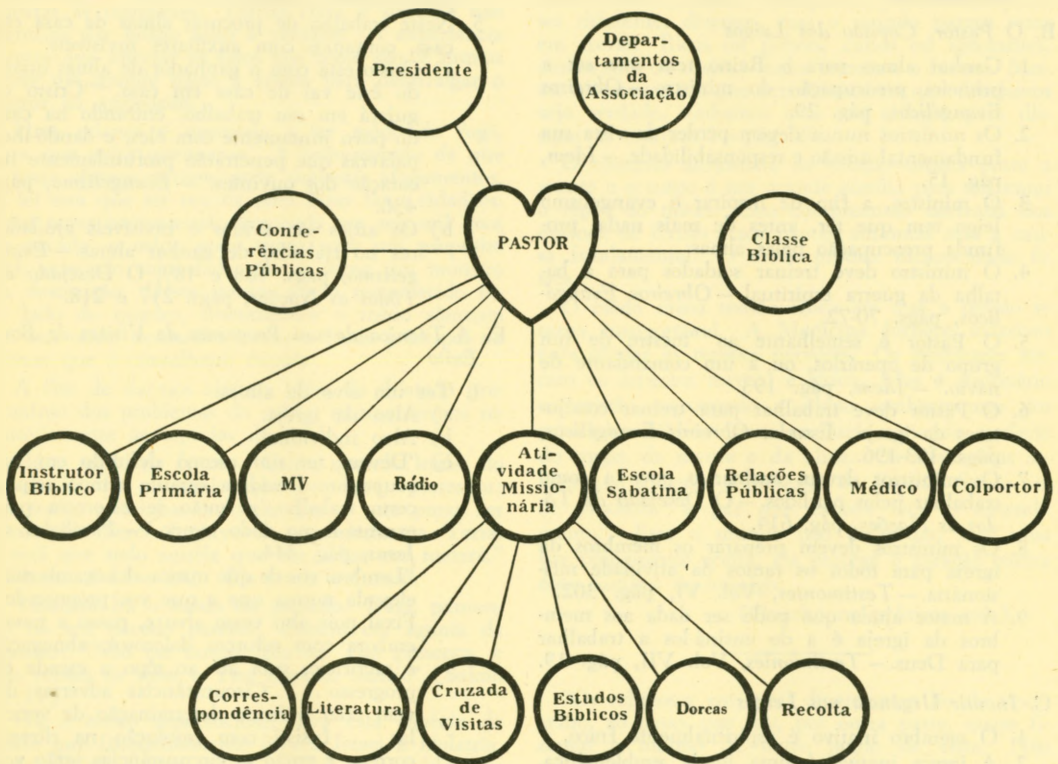 Presidente
Depar-
tamentos
da
Associação
Confe-
rências
Públicas
PASTOR
Classe
Bíblica
Instrutor
Bíblico
Escola
Primária
MV
Rádio
Ati-
vidade
Missio-
nária
Escola
Sabatina
Relações
Públicas
Médico
Colportor
Corres-
pondência
Literatura
Cruzada
de
Visitas
Estudos
Bíblicos
Dorcas
Recolta